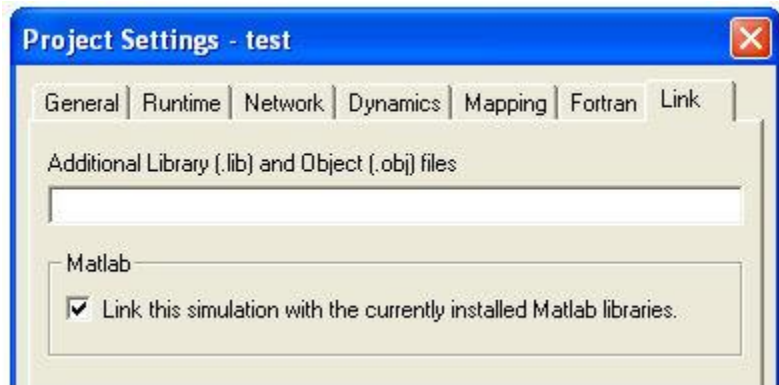 Project Settings - test
General Runtime Network Dynamics Mapping Fortran Link
Additional Library (.lib) and Object (.obj) files
Matlab
Link this simulation with the currently installed Matlab libraries.